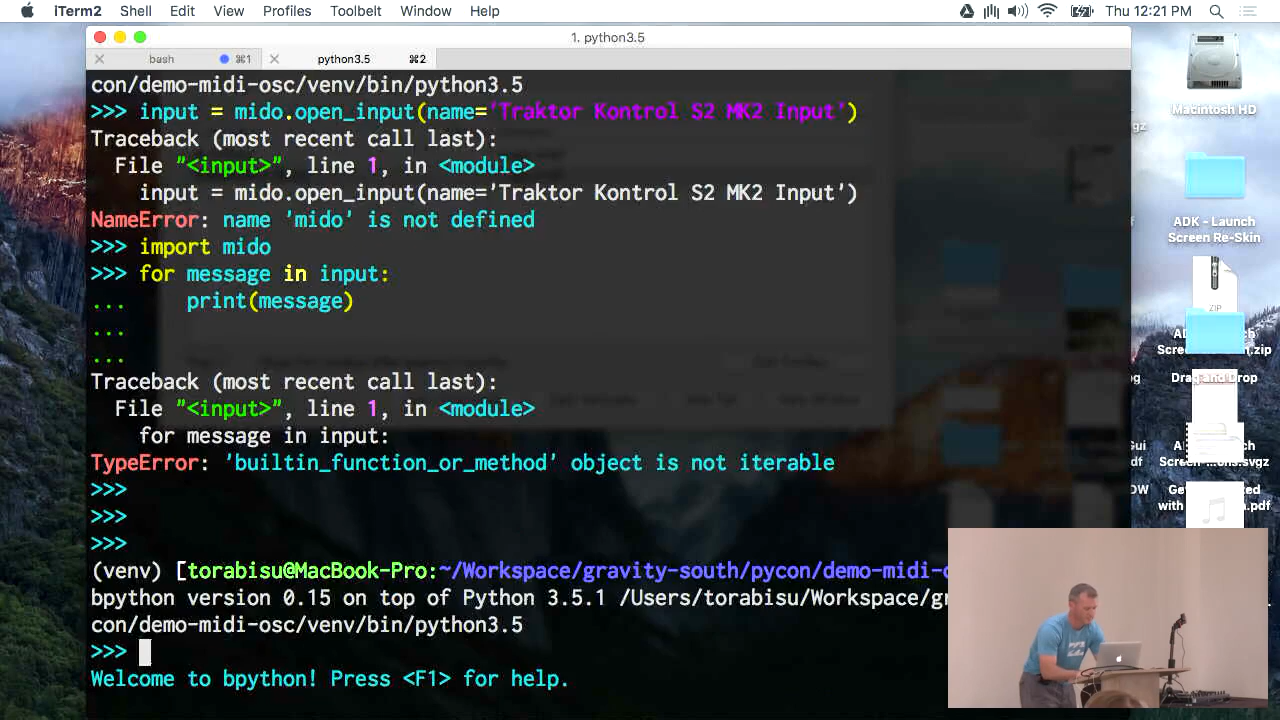 iTerm2 Shell Edit View Profiles Toolbelt Window Help Thu 12:21 PM
1. python3.5
bash ⌘1 python3.5 ⌘2
con/demo-midi-osc/venv/bin/python3.5
>>> input = mido.open_input(name='Traktor Kontrol S2 MK2 Input')
Traceback (most recent call last):
File "<input>", line 1, in <module>
input = mido.open_input(name='Traktor Kontrol S2 MK2 Input')
NameError: name 'mido' is not defined
>>> import mido
>>> for message in input:
... print(message)
...
...
Traceback (most recent call last):
File "<input>", line 1, in <module>
for message in input:
TypeError: 'builtin_function_or_method' object is not iterable
>>>
>>>
>>>
(venv) [torabisu@MacBook-Pro:~/Workspace/gravity-south/pycon/demo-midi-o
bpython version 0.15 on top of Python 3.5.1 /Users/torabisu/Workspace/gr
con/demo-midi-osc/venv/bin/python3.5
>>>
Welcome to bpython! Press <F1> for help.
Macintosh HD
gz
ADK - Launch
Screen Re-Skin
ZIP
Drag and Drop